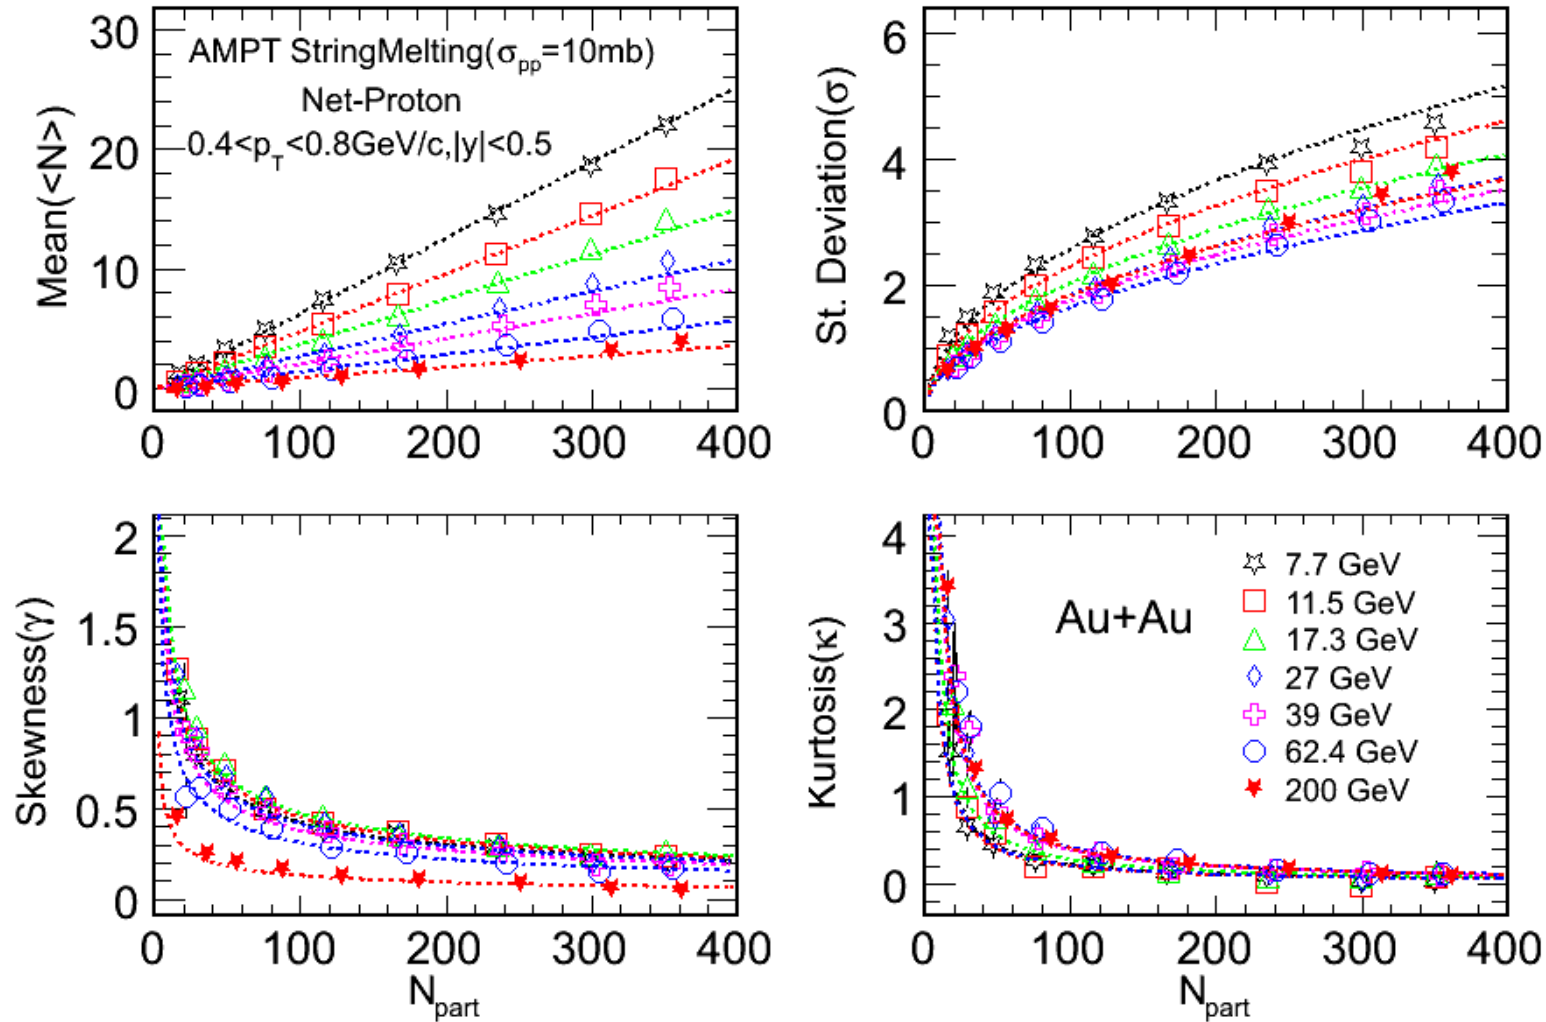 Mean(<N>)
30
20
10
0
AMPT StringMelting(σpp=10mb)
Net-Proton
0.4<pT<0.8GeV/c,|y|<0.5
0 100 200 300 400
St. Deviation(σ)
6
4
2
0
0 100 200 300 400
Skewness(γ)
2
1.5
1
0.5
0
0 100 200 300 400
Npart
Kurtosis(κ)
4
3
2
1
0
Au+Au
7.7 GeV
11.5 GeV
17.3 GeV
27 GeV
39 GeV
62.4 GeV
200 GeV
0 100 200 300 400
Npart